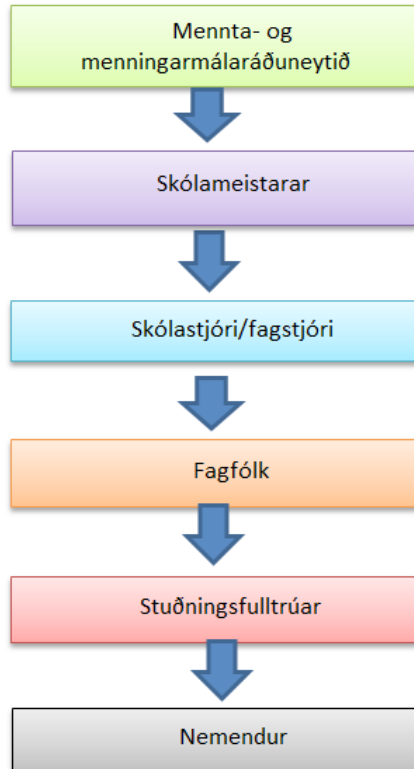 Mennta- og
menningarmálaráðuneytið
Skólameistarar
Skólastjóri/fagstjóri
Fagfólk
Stuðningsfulltrúar
Nemendur